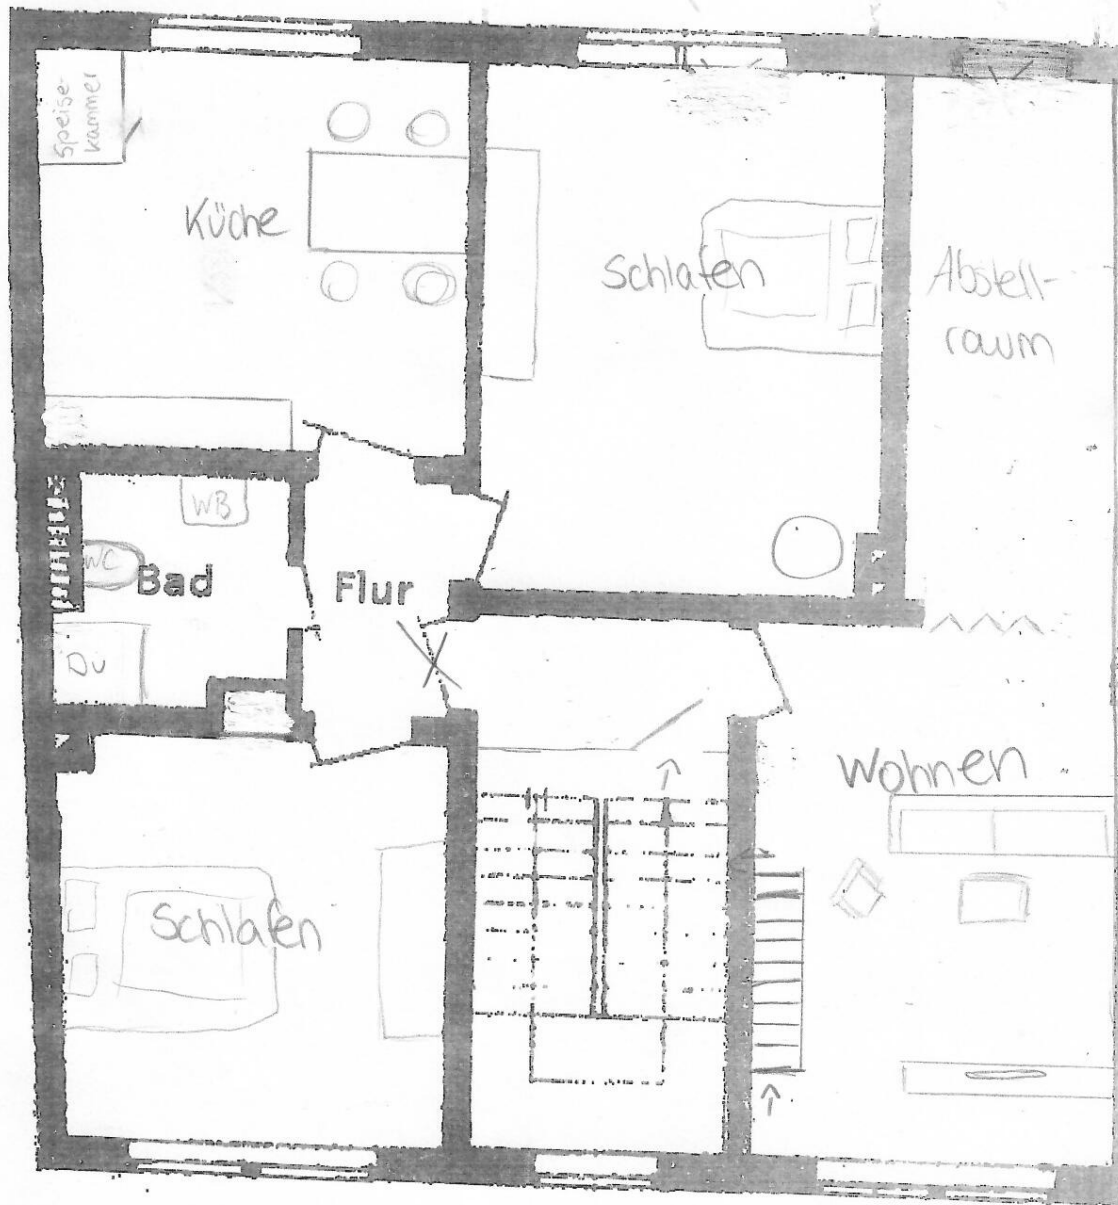 Speise-
kammer
Küche
Schlafen
Abstell-
raum
WB
WC
Bad
Flur
Du
Wohnen
Schlafen